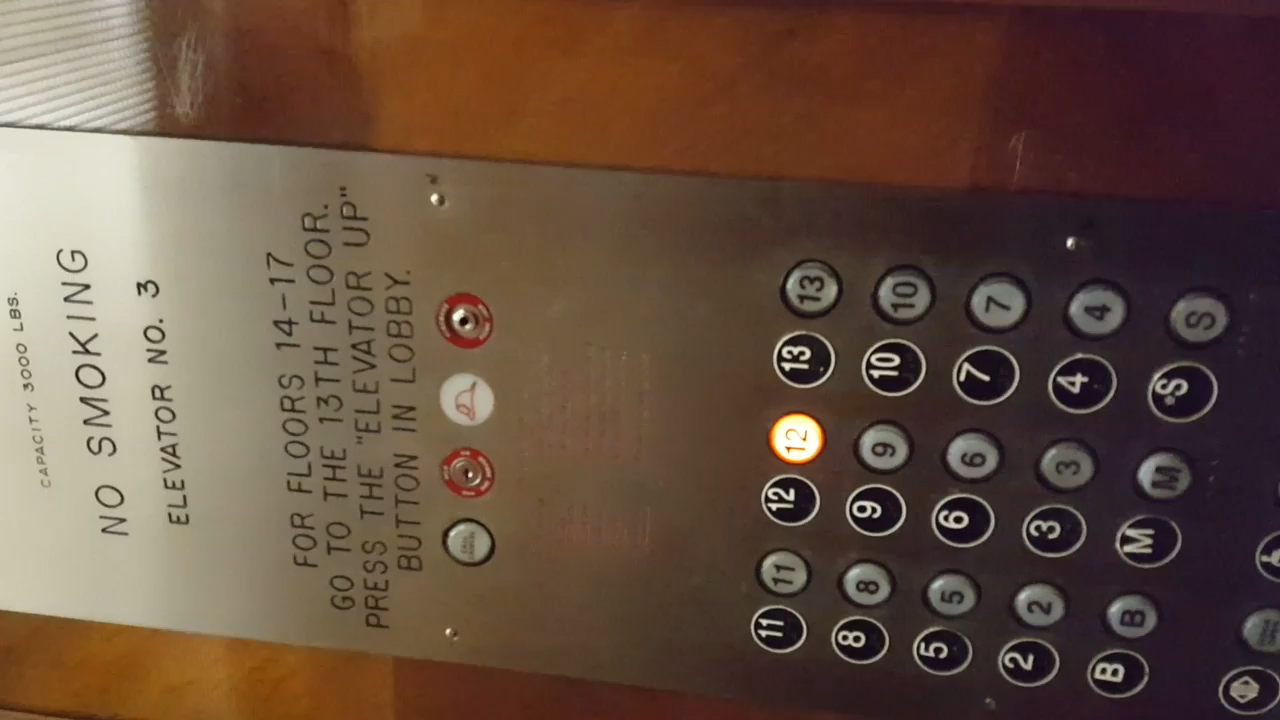 CAPACITY 3000 LBS.
NO SMOKING
ELEVATOR NO. 3
FOR FLOORS 14-17
GO TO THE 13TH FLOOR.
PRESS THE "ELEVATOR UP"
BUTTON IN LOBBY.
11 11 12 12 13 13
8 8 9 9 10 10
5 5 6 6 7 7
2 2 3 3 4 4
B B M M *S S